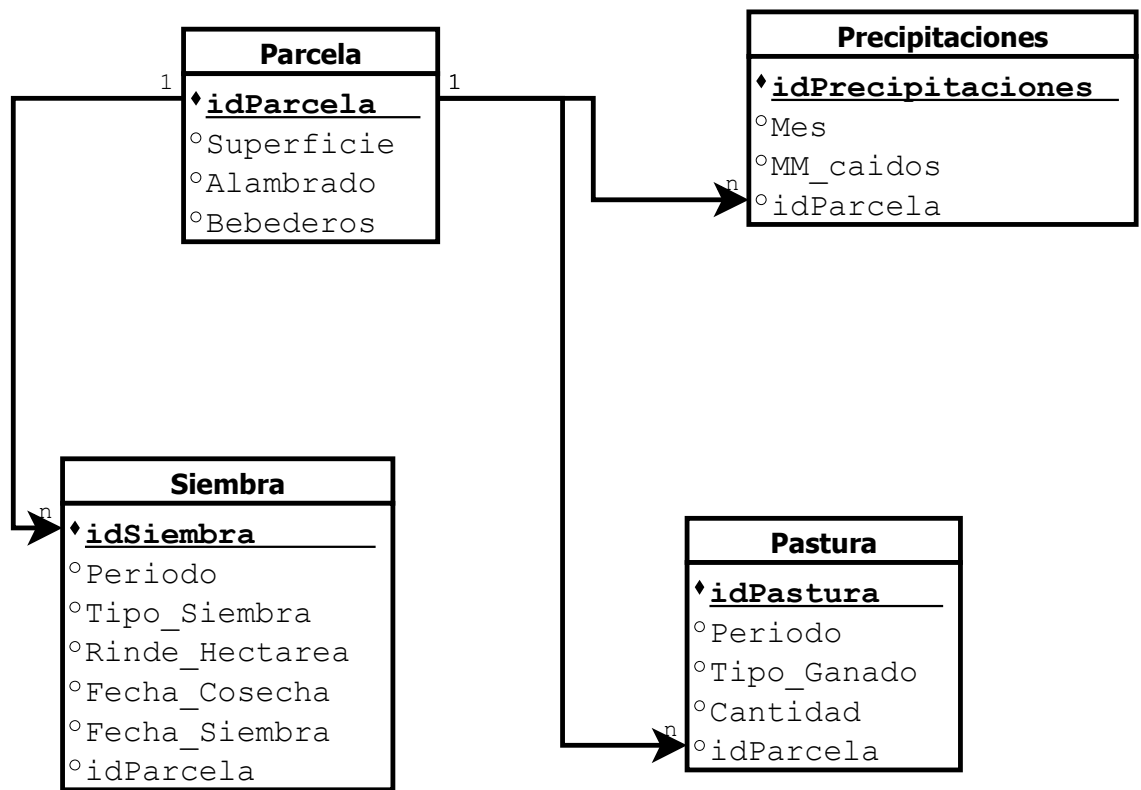 Parcela
1
idParcela
Superficie
Alambrado
Bebederos
1
Precipitaciones
idPrecipitaciones
Mes
MM_caidos
n
idParcela
Siembra
n
idSiembra
Periodo
Tipo_Siembra
Rinde_Hectarea
Fecha_Cosecha
Fecha_Siembra
idParcela
Pastura
idPastura
Periodo
Tipo_Ganado
Cantidad
n
idParcela